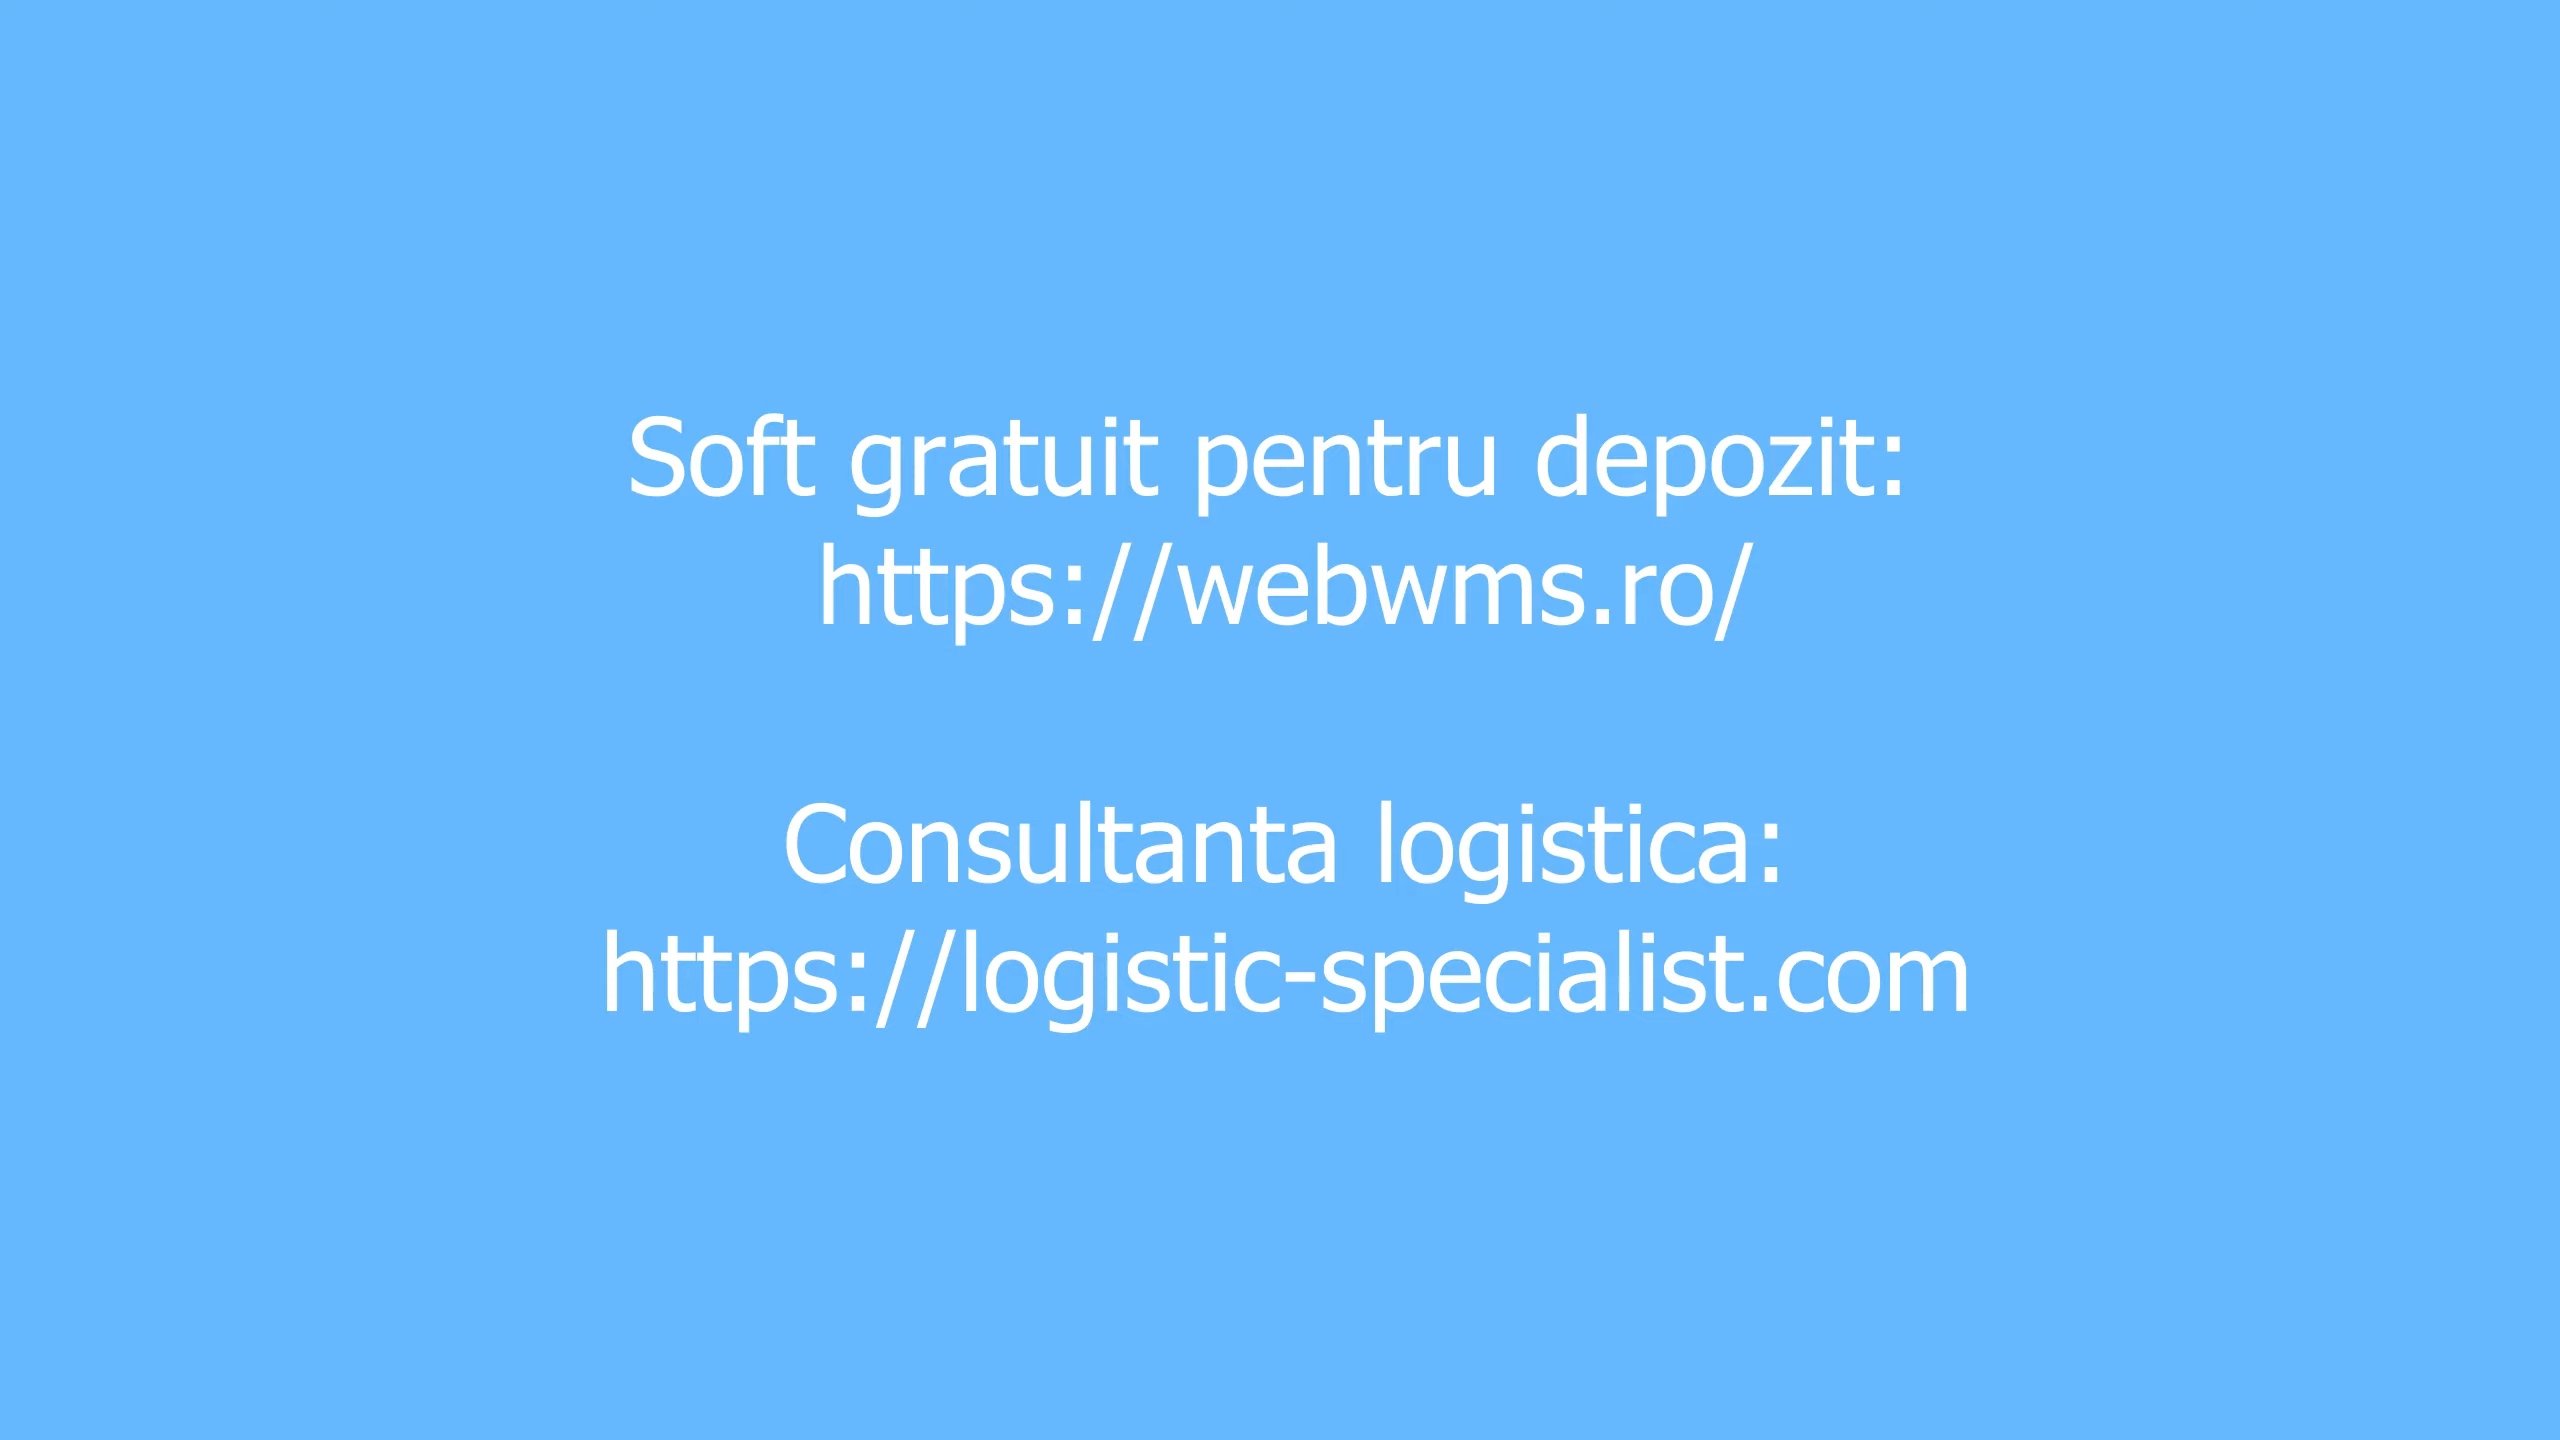 Soft gratuit pentru depozit:
https://webwms.ro/
Consultanta logistica:
https://logistic-specialist.com